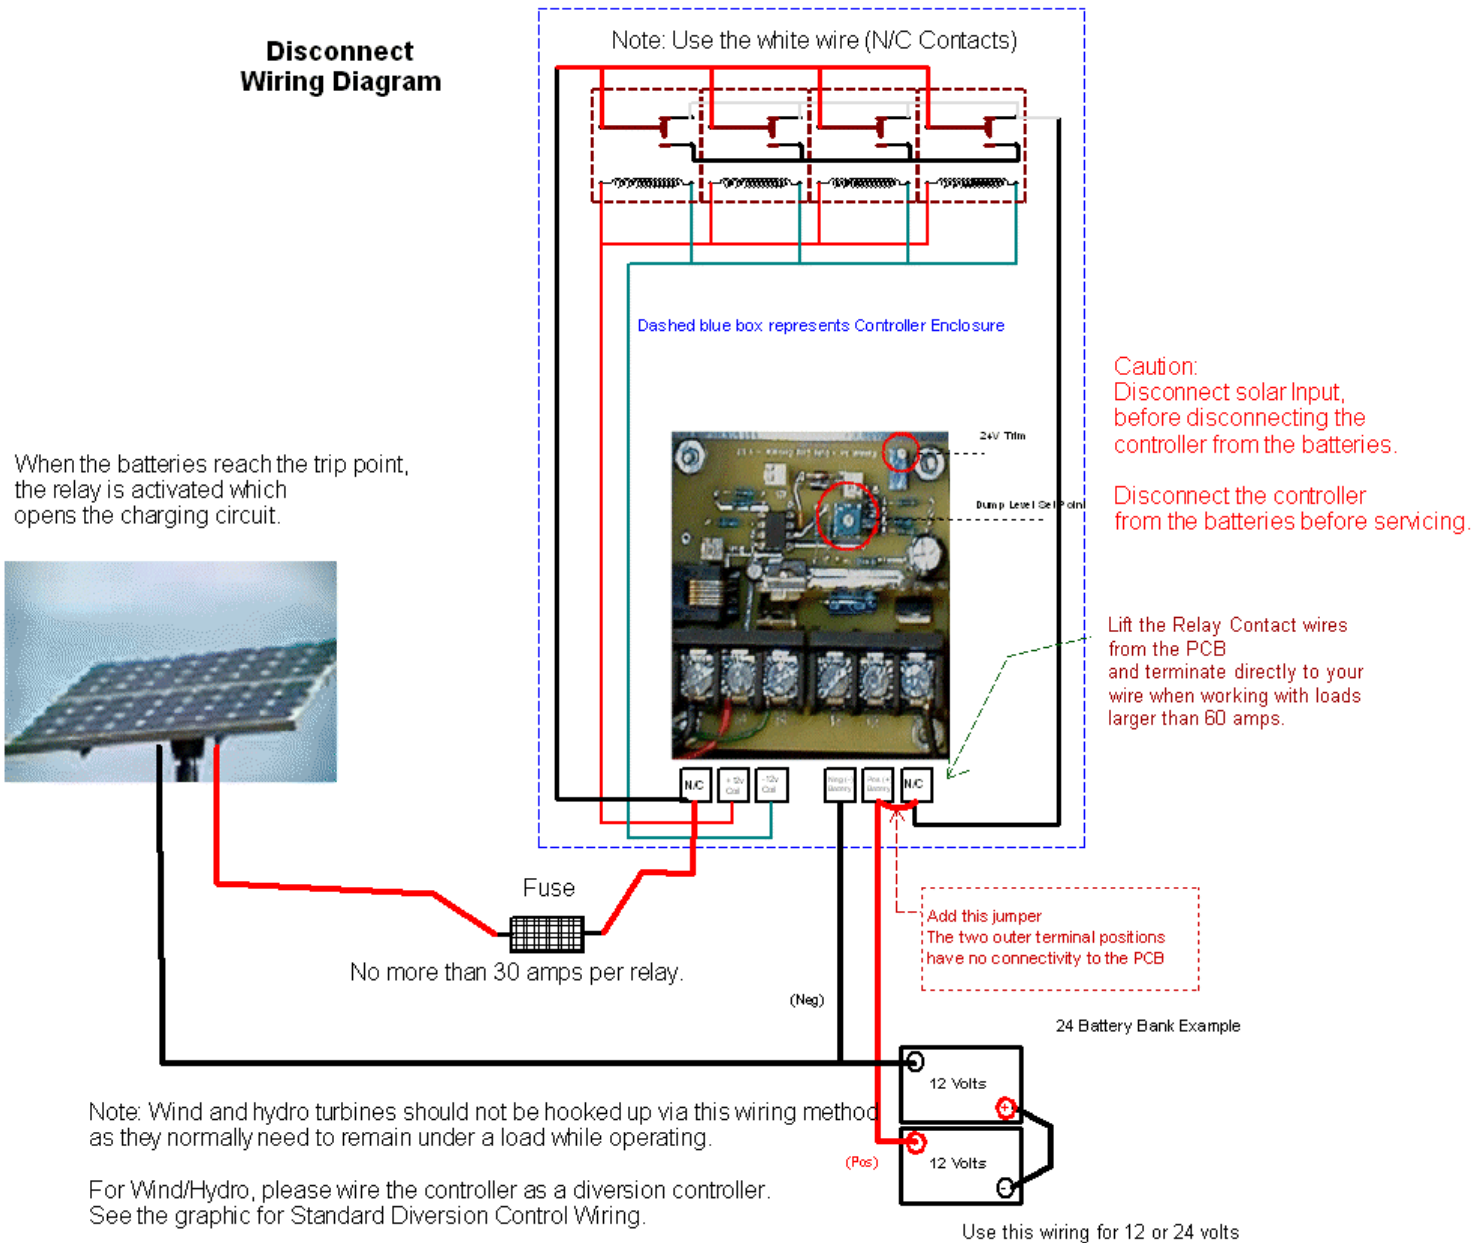 Disconnect
Wiring Diagram
Note: Use the white wire (N/C Contacts)
Dashed blue box represents Controller Enclosure
Caution:
Disconnect solar Input,
before disconnecting the
controller from the batteries.
Disconnect the controller
from the batteries before servicing.
24V Trim
Dump Level Set Point
When the batteries reach the trip point,
the relay is activated which
opens the charging circuit.
Lift the Relay Contact wires
from the PCB
and terminate directly to your
wire when working with loads
larger than 60 amps.
N/C
+ 12v
Coil
- 12v
Coil
Neg (-)
Battery
Pos (+
Battery
N/C
Fuse
No more than 30 amps per relay.
Add this jumper
The two outer terminal positions
have no connectivity to the PCB
(Neg)
24 Battery Bank Example
12 Volts
+
(Pos)
12 Volts
-
Note: Wind and hydro turbines should not be hooked up via this wiring method
as they normally need to remain under a load while operating.
For Wind/Hydro, please wire the controller as a diversion controller.
See the graphic for Standard Diversion Control Wiring.
Use this wiring for 12 or 24 volts